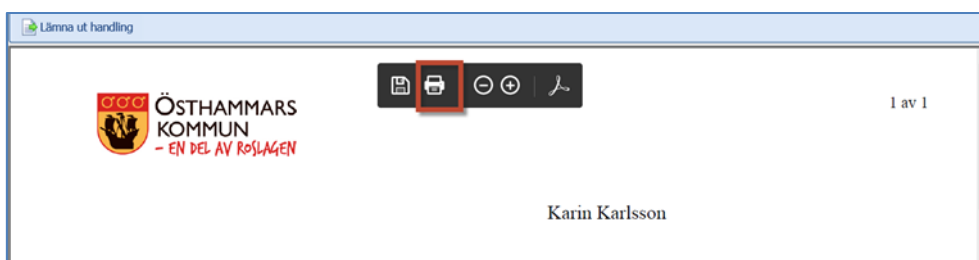 Lämna ut handling
ÖSTHAMMARS
KOMMUN
– EN DEL AV ROSLAGEN
1 av 1
Karin Karlsson